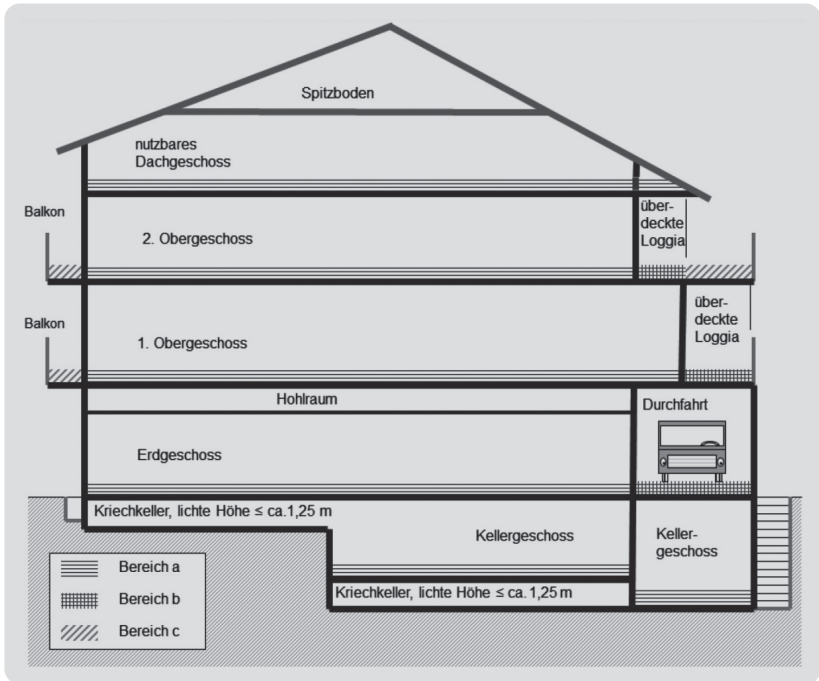 Spitzboden
nutzbares
Dachgeschoss
Balkon
2. Obergeschoss
über-
deckte
Loggia
Balkon
1. Obergeschoss
über-
deckte
Loggia
Hohlraum
Durchfahrt
Erdgeschoss
Kriechkeller, lichte Höhe ≤ ca.1,25 m
Kellergeschoss
Keller-
geschoss
Kriechkeller, lichte Höhe ≤ ca. 1,25 m
Bereich a
Bereich b
Bereich c